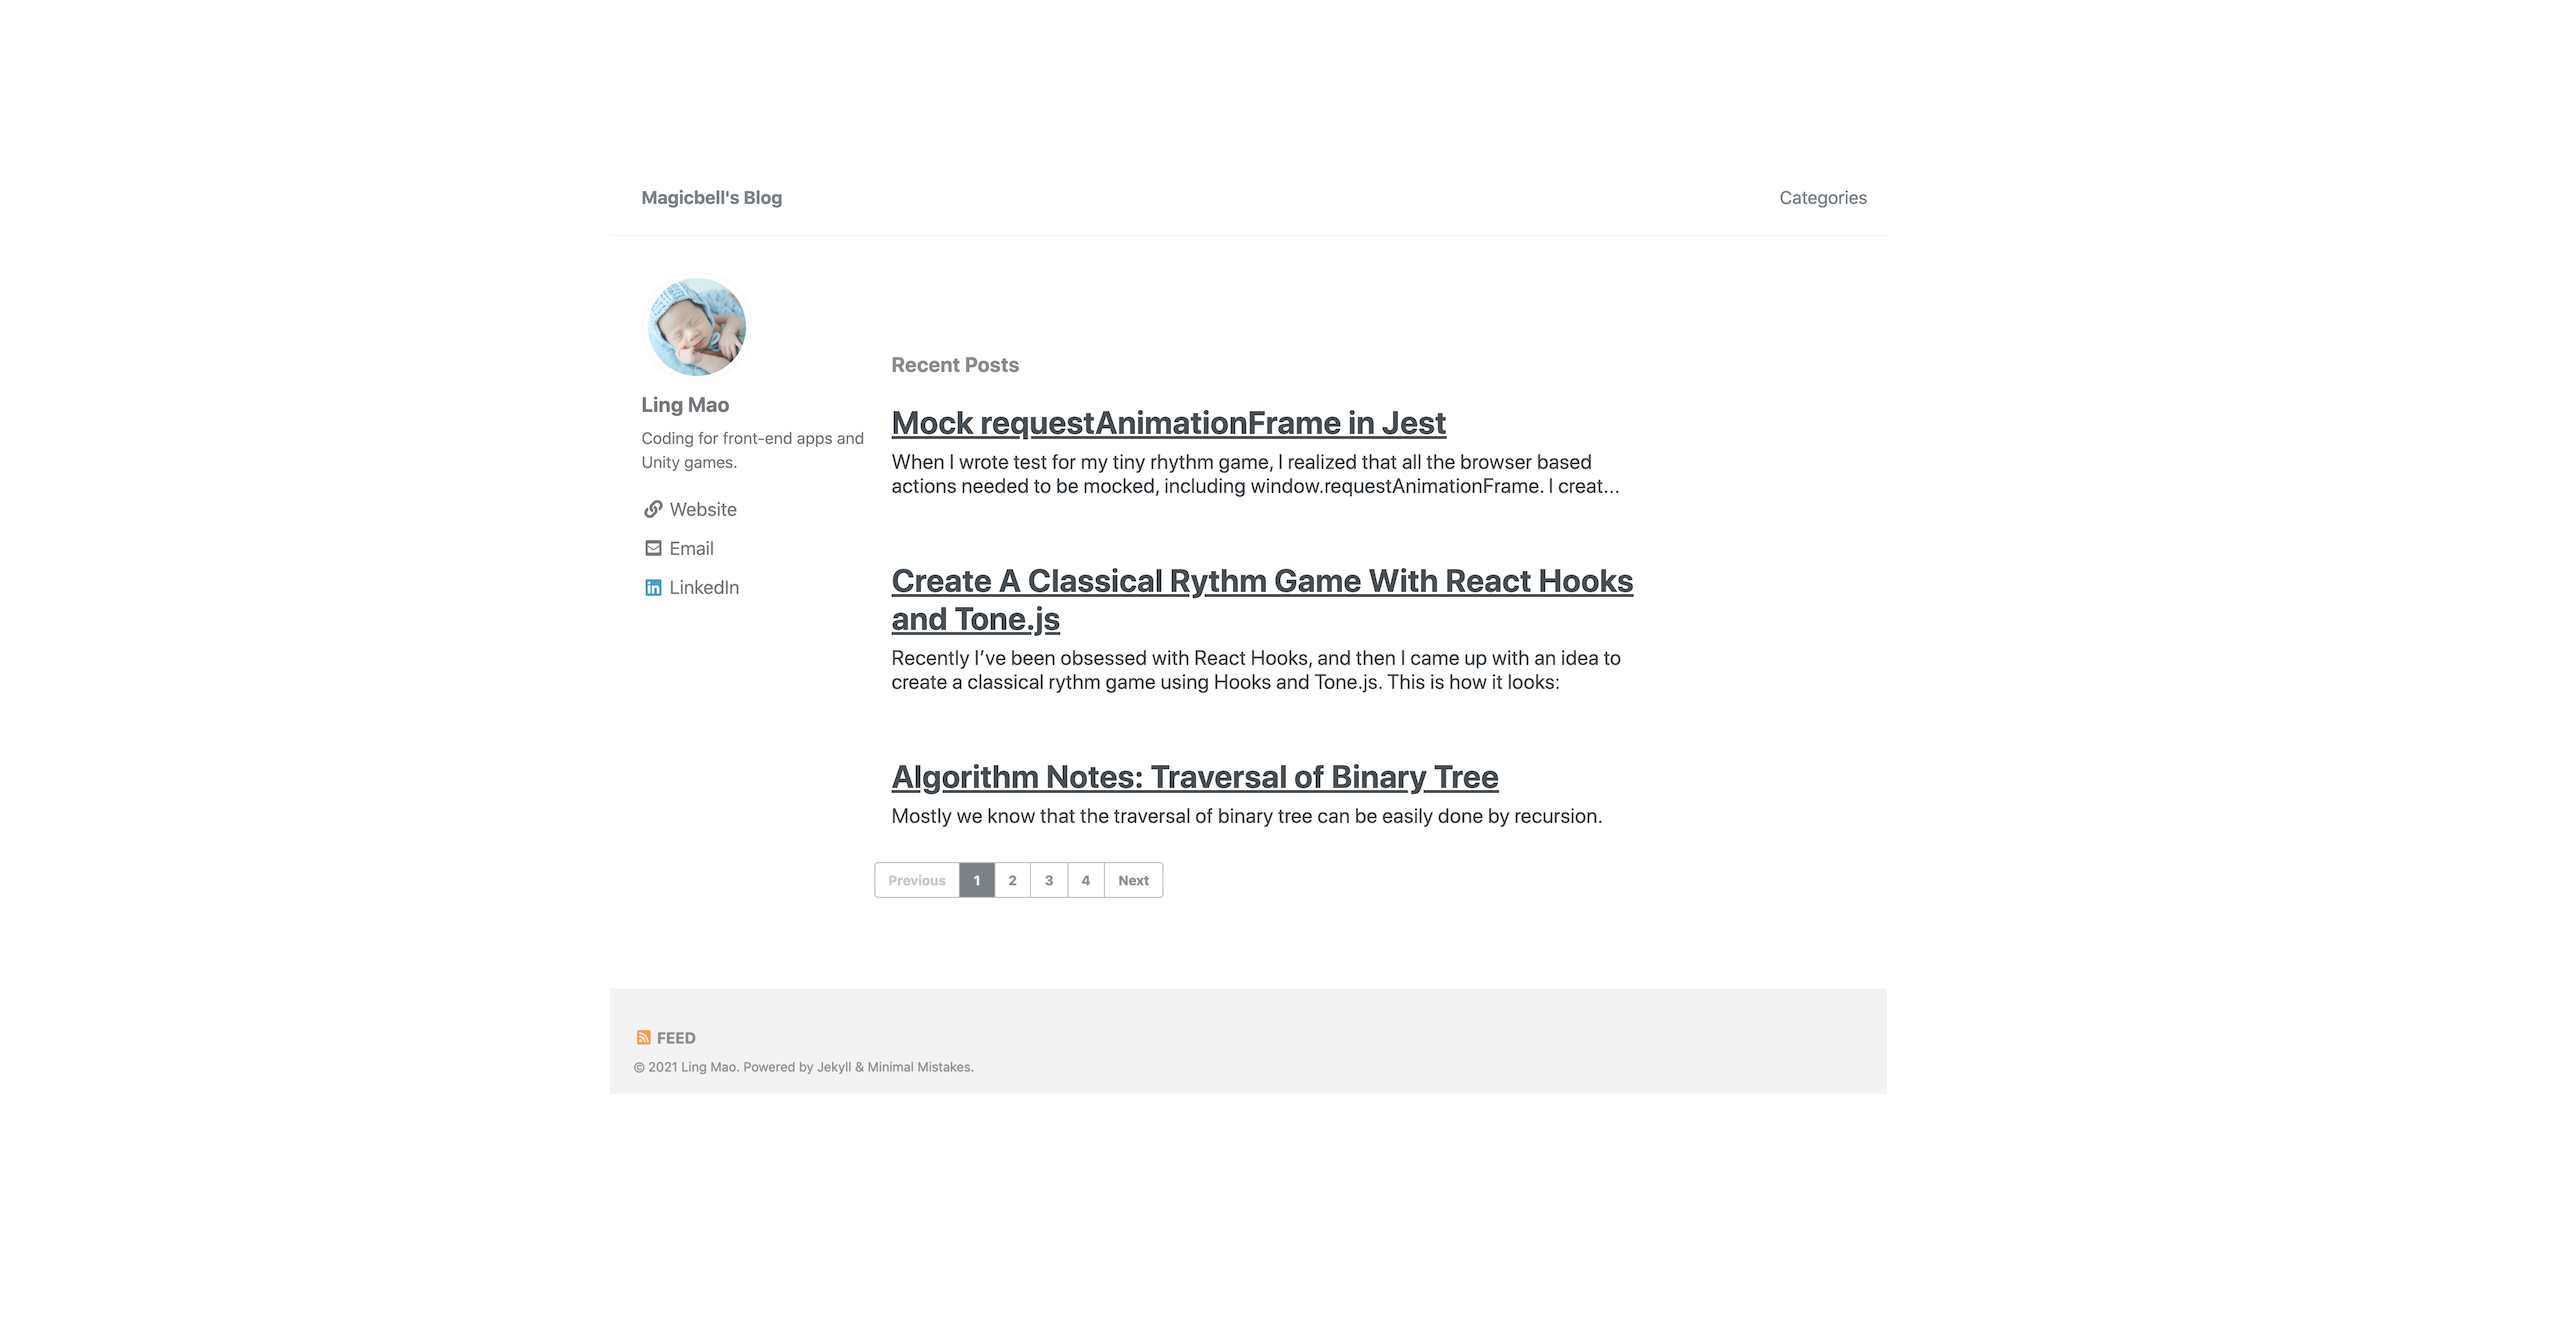 Magicbell's Blog
Categories
Ling Mao
Coding for front-end apps and
Unity games.
Website
Email
LinkedIn
Recent Posts
Mock requestAnimationFrame in Jest
When I wrote test for my tiny rhythm game, I realized that all the browser based
actions needed to be mocked, including window.requestAnimationFrame. I creat...
Create A Classical Rythm Game With React Hooks
and Tone.js
Recently I’ve been obsessed with React Hooks, and then I came up with an idea to
create a classical rythm game using Hooks and Tone.js. This is how it looks:
Algorithm Notes: Traversal of Binary Tree
Mostly we know that the traversal of binary tree can be easily done by recursion.
Previous 1 2 3 4 Next
FEED
© 2021 Ling Mao. Powered by Jekyll & Minimal Mistakes.